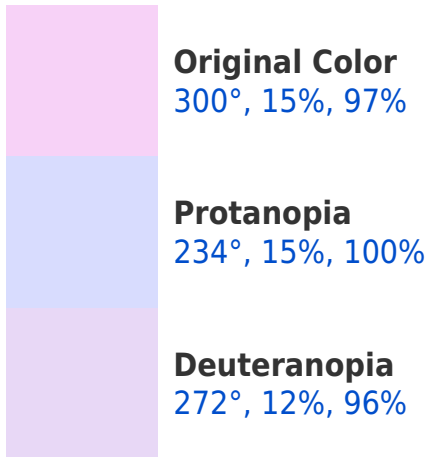 Original Color
300°, 15%, 97%
Protanopia
234°, 15%, 100%
Deuteranopia
272°, 12%, 96%